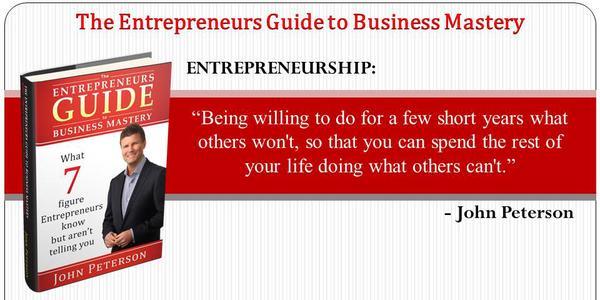 The Entrepreneurs Guide to Business Mastery
ENTREPRENEURSHIP:
“Being willing to do for a few short years what
others won't, so that you can spend the rest of
your life doing what others can't.”
- John Peterson
The
ENTREPRENEURS
GUIDE
to
BUSINESS MASTERY
What
7
figure
Entrepreneurs
know
but aren't
telling you
JOHN PETERSON